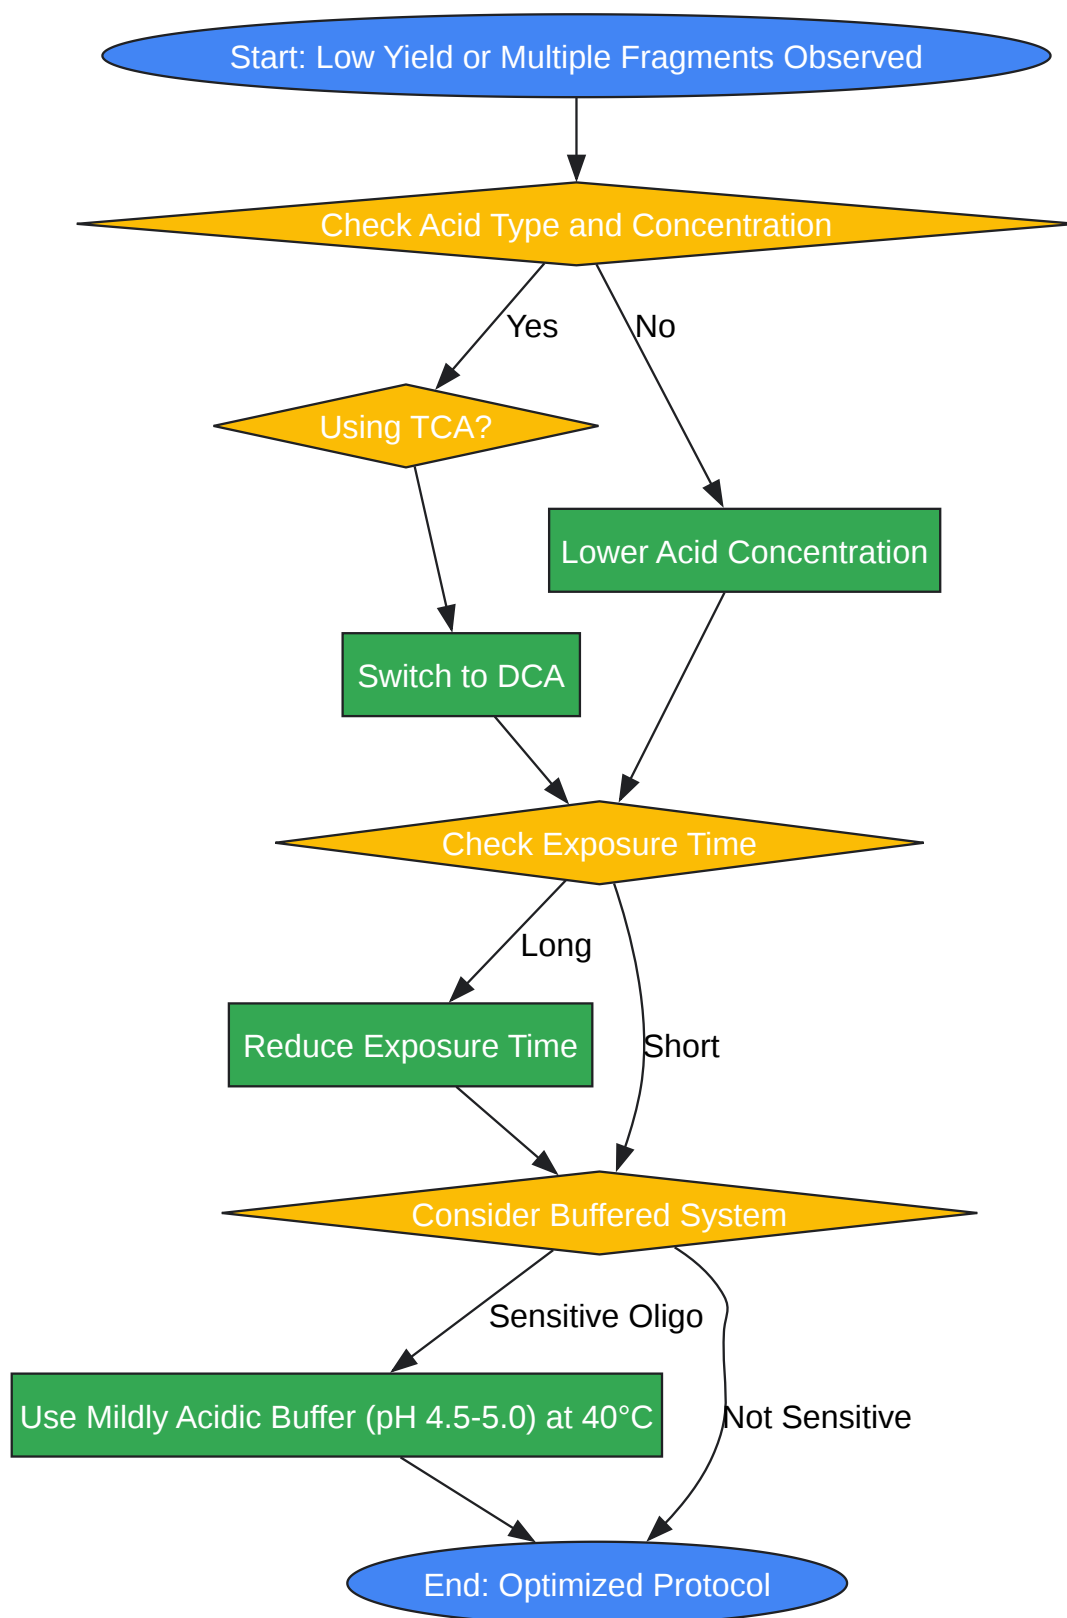 Start: Low Yield or Multiple Fragments Observed
Check Acid Type and Concentration
Yes
No
Using TCA?
Lower Acid Concentration
Switch to DCA
Check Exposure Time
Long
Reduce Exposure Time
Short
Consider Buffered System
Sensitive Oligo
Use Mildly Acidic Buffer (pH 4.5-5.0) at 40°C
Not Sensitive
End: Optimized Protocol